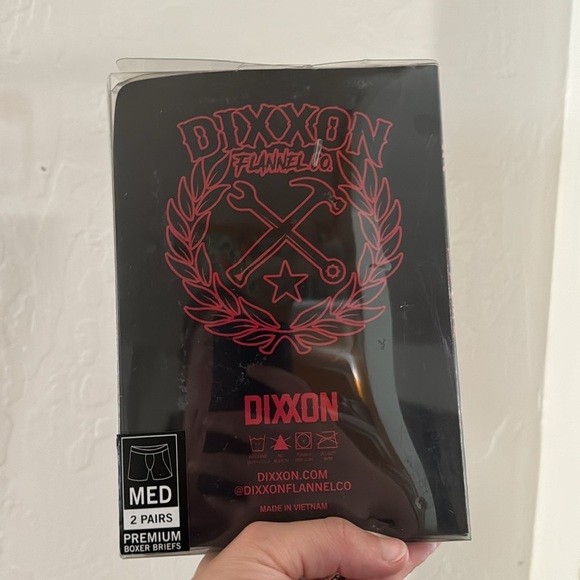 DIXXON
FLANNEL CO.
DIXXON
DIXXON.COM
@DIXXONFLANNELCO
MADE IN VIETNAM
MED
2 PAIRS
PREMIUM
BOXER BRIEFS